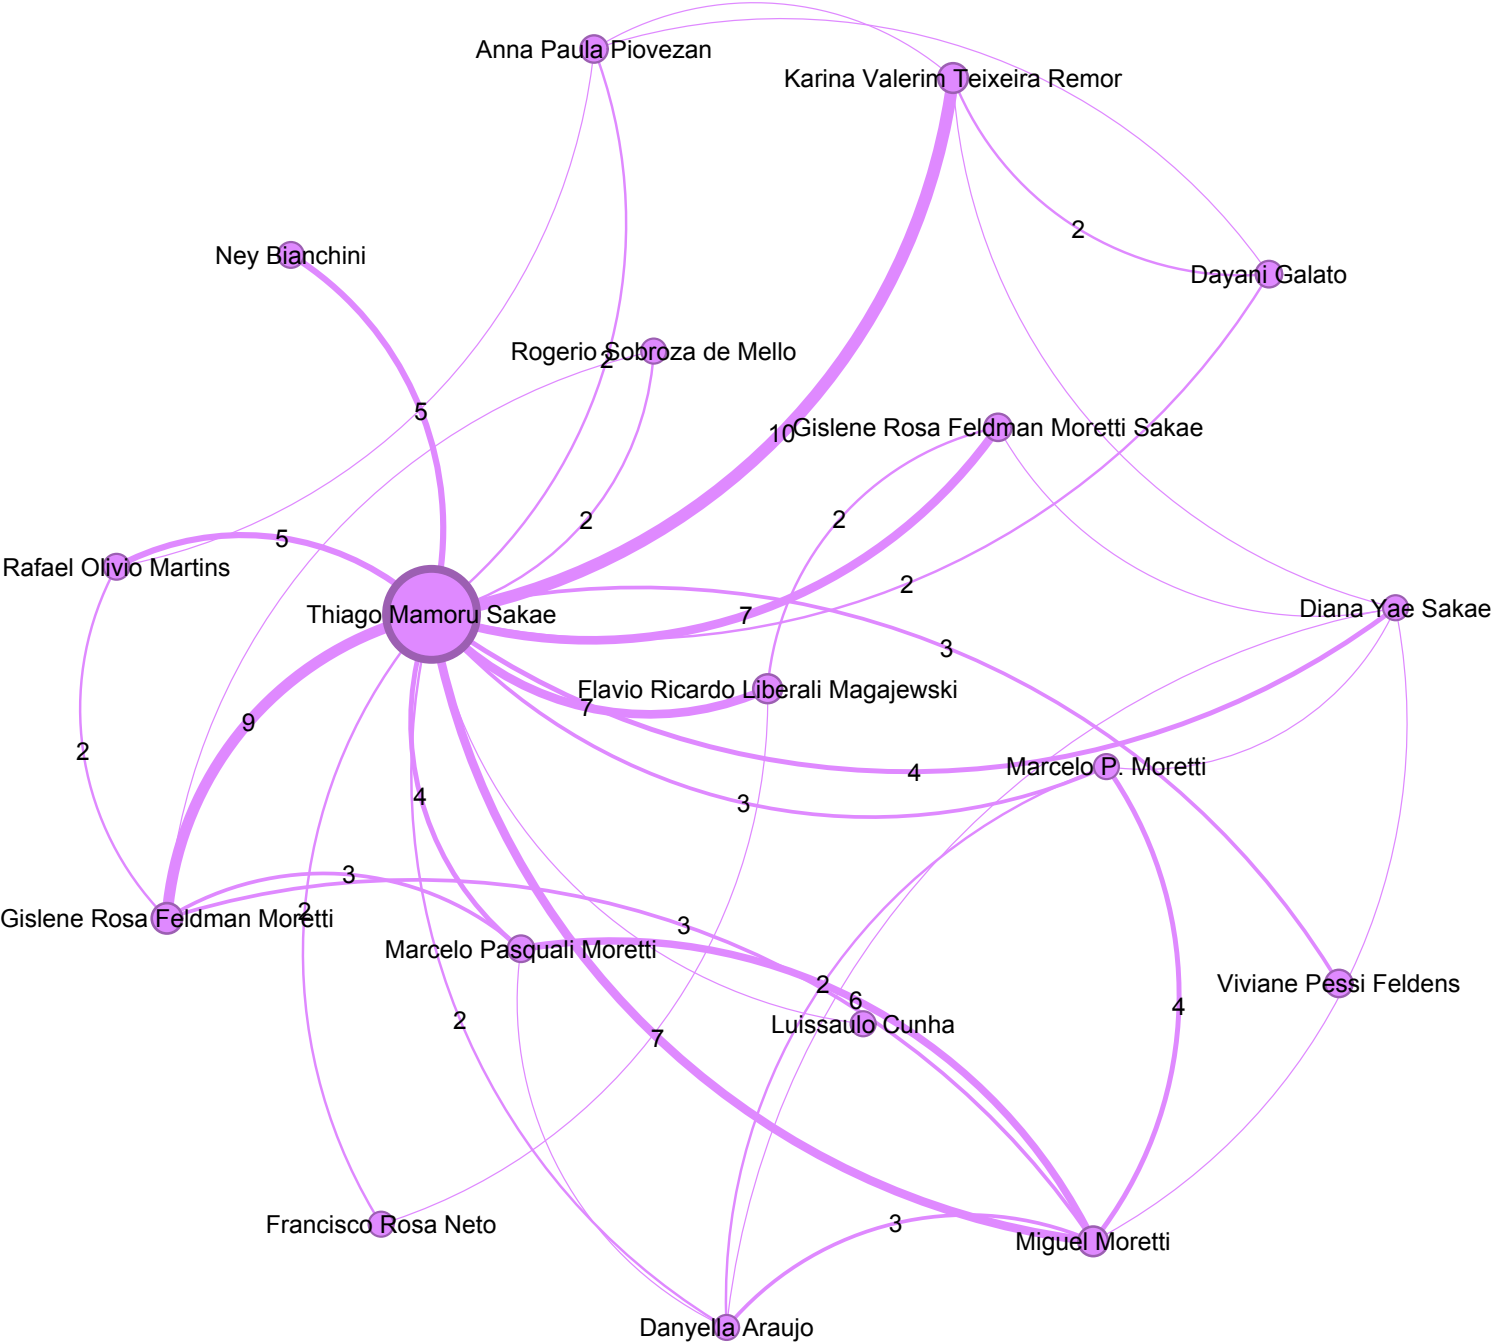 Anna Paula Piovezan
Karina Valerim Teixeira Remor
2
Ney Bianchini
Dayani Galato
Rogerio Sobroza de Mello
2
5
10
Gislene Rosa Feldman Moretti Sakae
2
2
5
Rafael Olivio Martins
2
Thiago Mamoru Sakae
7
Diana Yae Sakae
3
Flavio Ricardo Liberali Magajewski
7
9
2
Marcelo P. Moretti
4
4
3
3
2
Gislene Rosa Feldman Moretti
3
Marcelo Pasquali Moretti
2
6
Viviane Pessi Feldens
4
2
Luissaulo Cunha
7
Francisco Rosa Neto
3
Miguel Moretti
Danyella Araujo